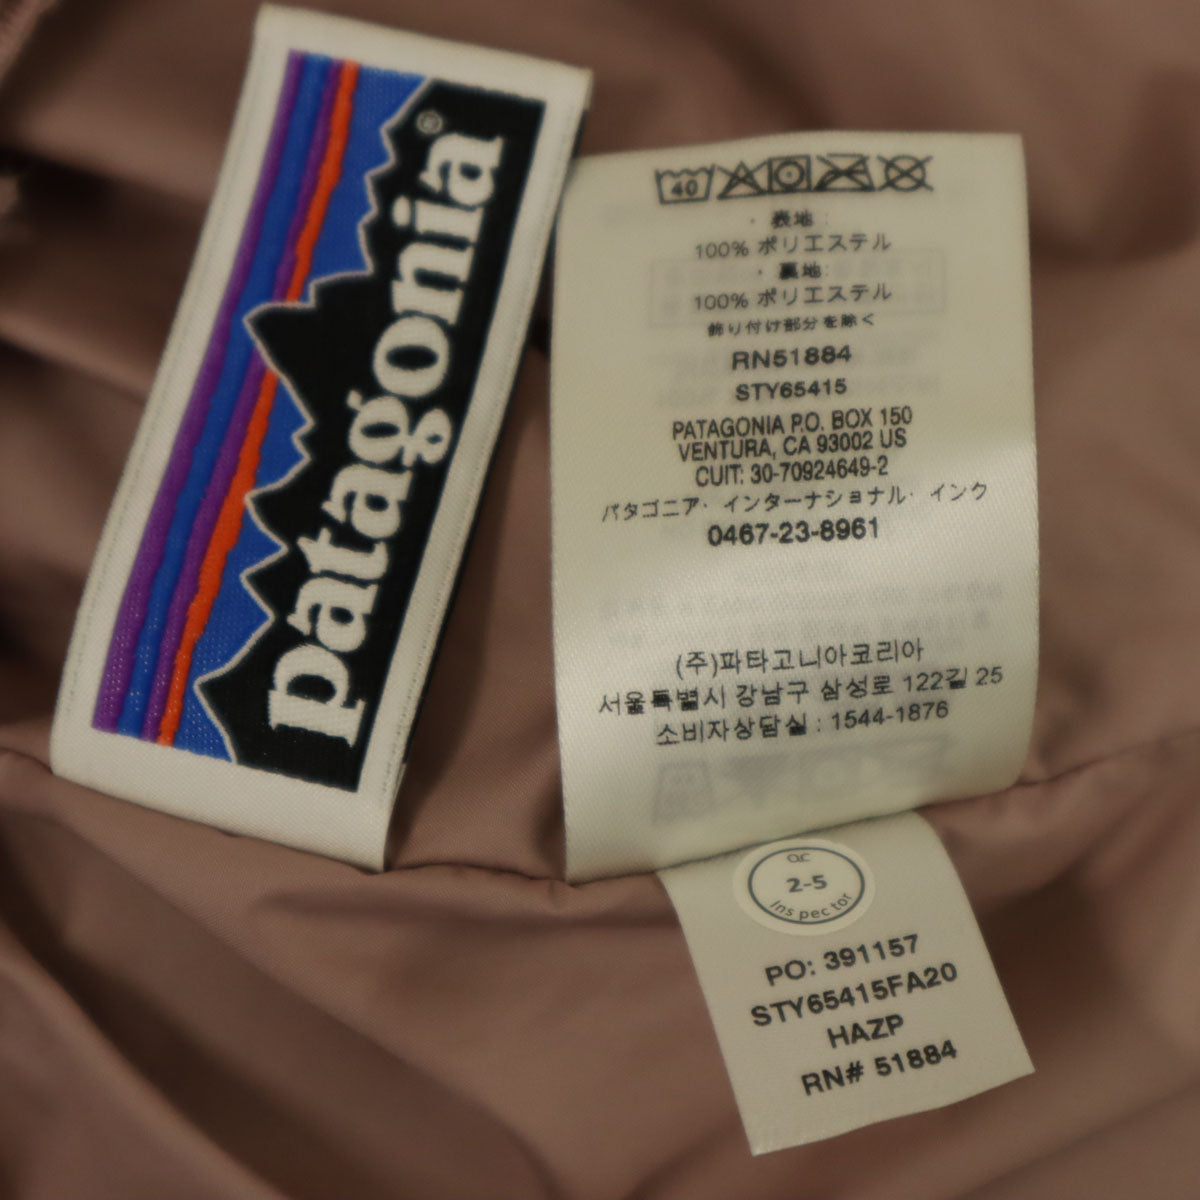 patagonia®
40
・表地:
100% ポリエステル
・裏地:
100% ポリエステル
飾り付け部分を除く
RN51884
STY65415
PATAGONIA P.O. BOX 150
VENTURA, CA 93002 US
CUIT: 30-70924649-2
パタゴニア・インターナショナル・インク
0467-23-8961
(주)파타고니아코리아
서울특별시 강남구 삼성로 122길 25
소비자상담실 : 1544-1876
QC
2-5
Inspector
PO: 391157
STY65415FA20
HAZP
RN# 51884